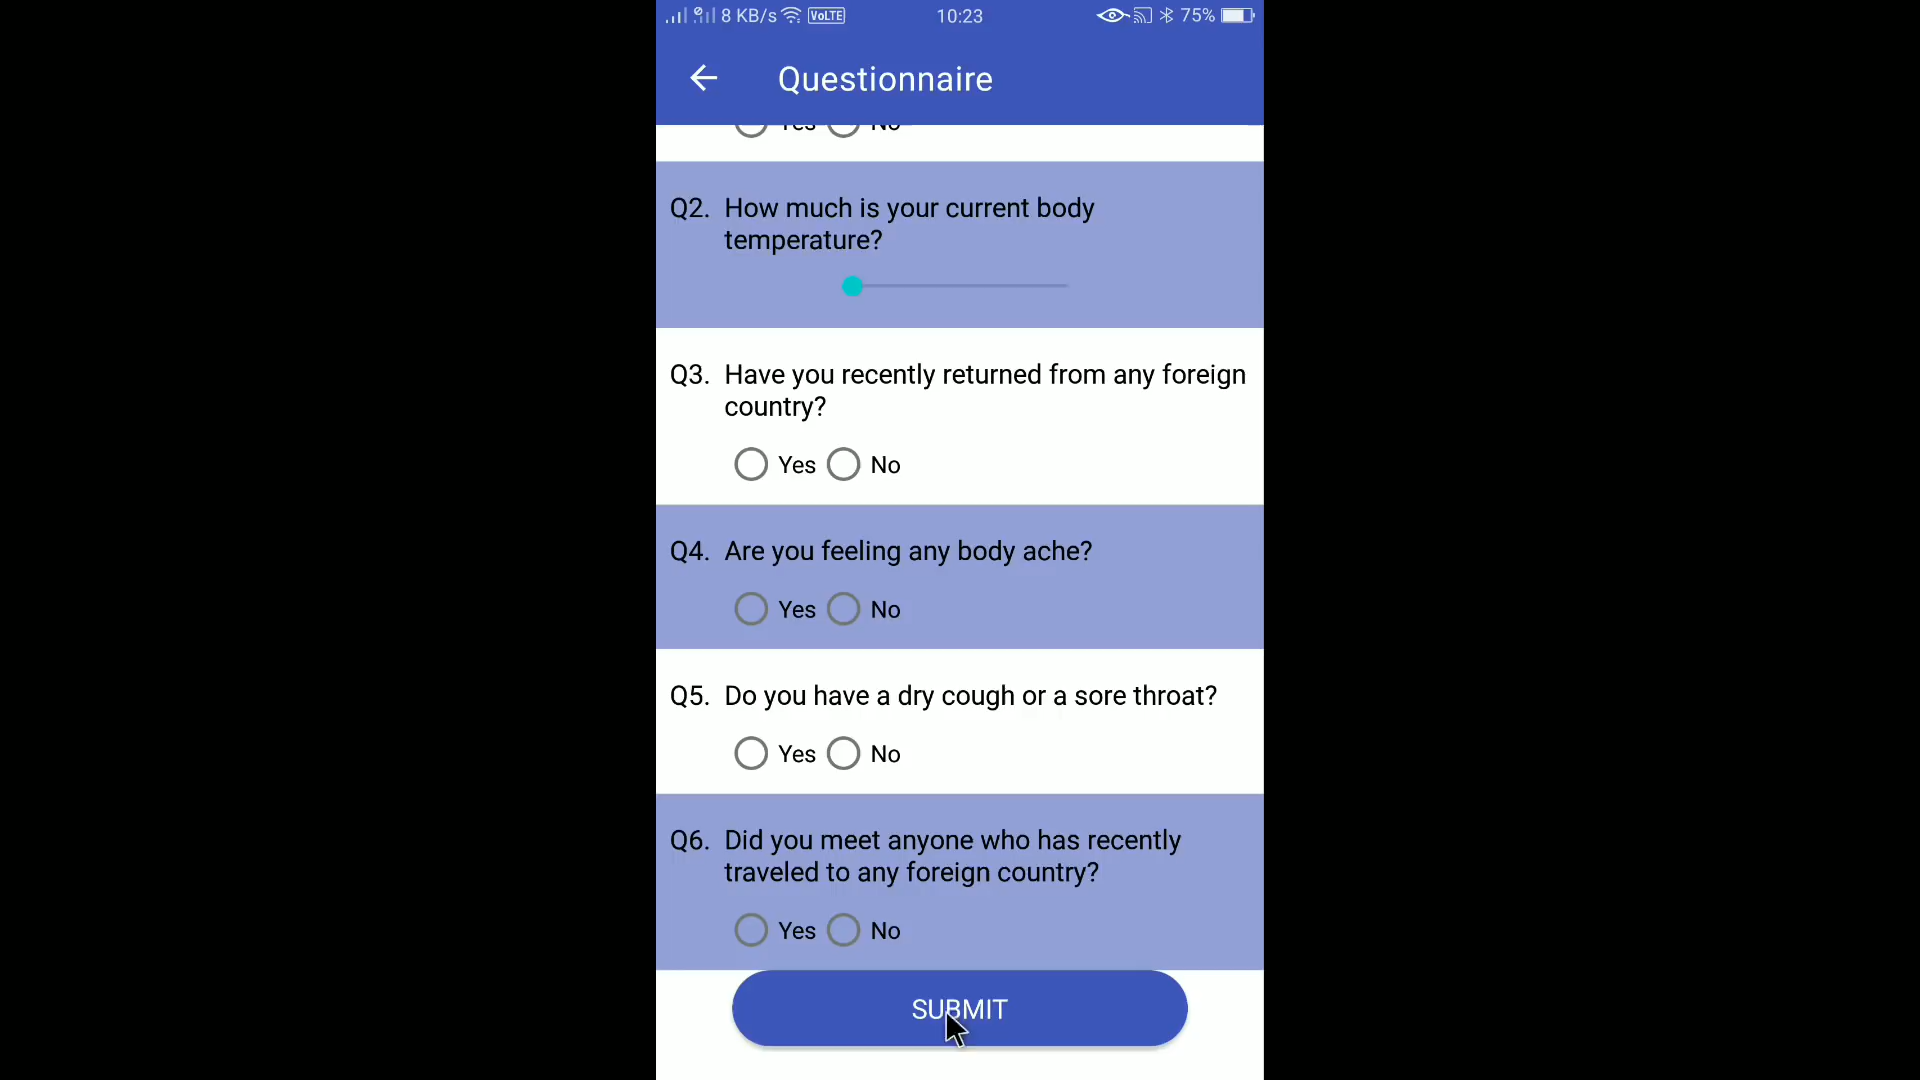 8 KB/s VoLTE 10:23 75%
Questionnaire
Yes No
Q2. How much is your current body
temperature?
Q3. Have you recently returned from any foreign
country?
Yes No
Q4. Are you feeling any body ache?
Yes No
Q5. Do you have a dry cough or a sore throat?
Yes No
Q6. Did you meet anyone who has recently
traveled to any foreign country?
Yes No
SUBMIT